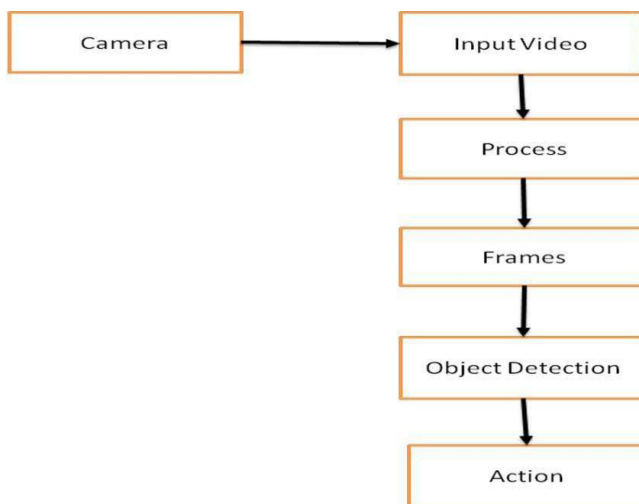 Camera
Input Video
Process
Frames
Object Detection
Action